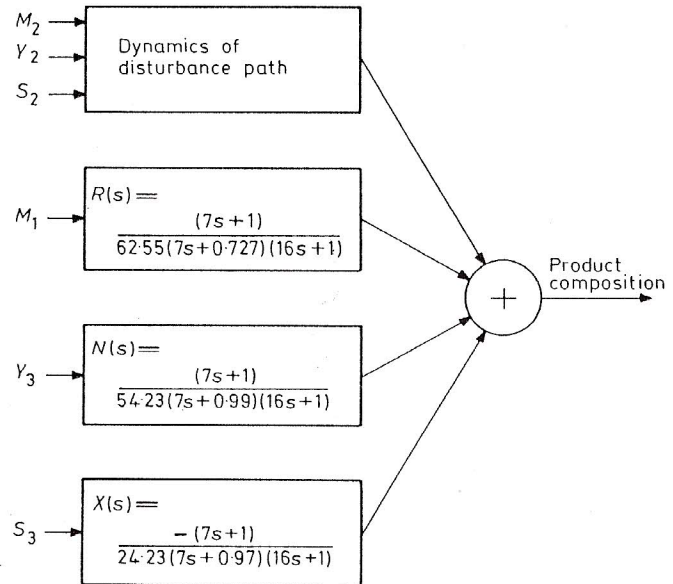 M₂
Y₂
S₂
Dynamics of
disturbance path
M₁
R(s)=
(7s+1)
62·55(7s+0·727)(16s+1)
Y₃
N(s)=
(7s+1)
54·23(7s+0·99)(16s+1)
S₃
X(s)=
-(7s+1)
24·23(7s+0·97)(16s+1)
+
Product
composition